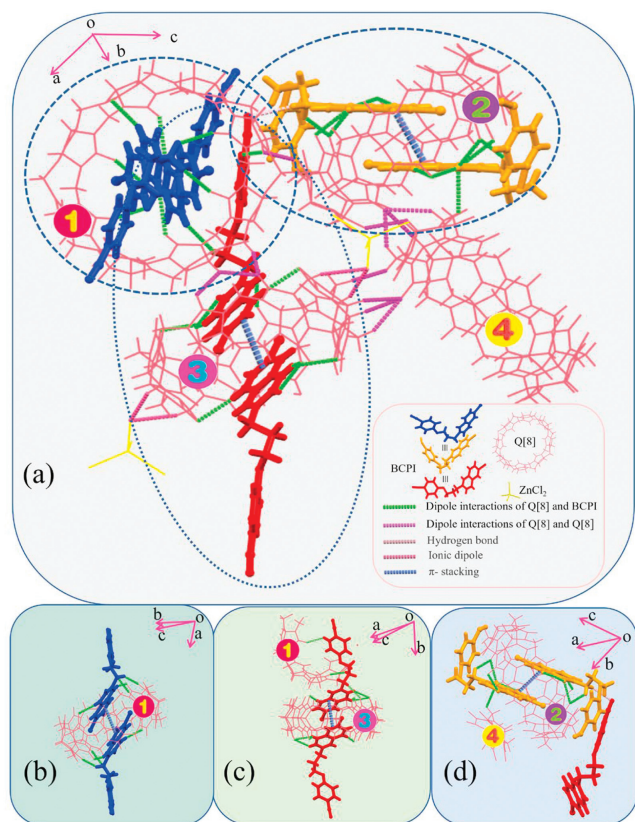 o
c
b
a
1
2
3
4
(a)
Q[8]
BCPI
ZnCl2
Dipole interactions of Q[8] and BCPI
Dipole interactions of Q[8] and Q[8]
Hydrogen bond
Ionic dipole
π- stacking
b
c
o
a
1
(b)
o
a
c
b
1
3
(c)
c
a
o
b
2
4
(d)